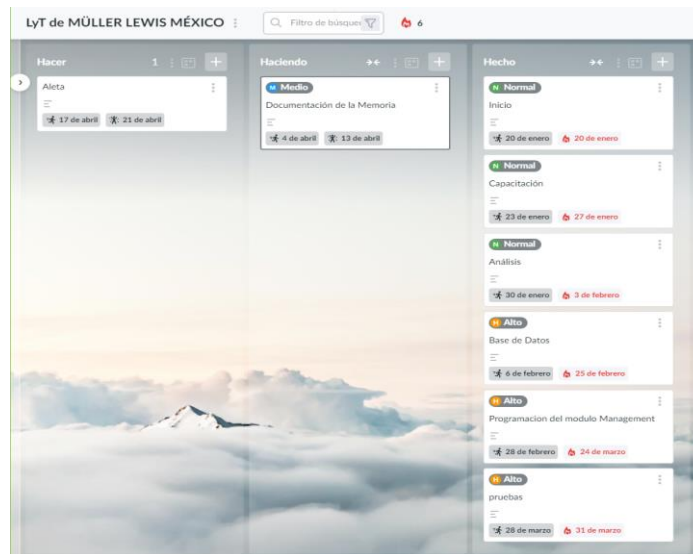 LyT de MÜLLER LEWIS MÉXICO
Filtro de búsque
6
Hacer 1
Aleta
17 de abril 21 de abril
Haciendo
M Medio
Documentación de la Memoria
4 de abril 13 de abril
Hecho
N Normal
Inicio
20 de enero 20 de enero
N Normal
Capacitación
23 de enero 27 de enero
N Normal
Análisis
30 de enero 3 de febrero
H Alto
Base de Datos
6 de febrero 25 de febrero
H Alto
Programacion del modulo Management
28 de febrero 24 de marzo
H Alto
pruebas
28 de marzo 31 de marzo